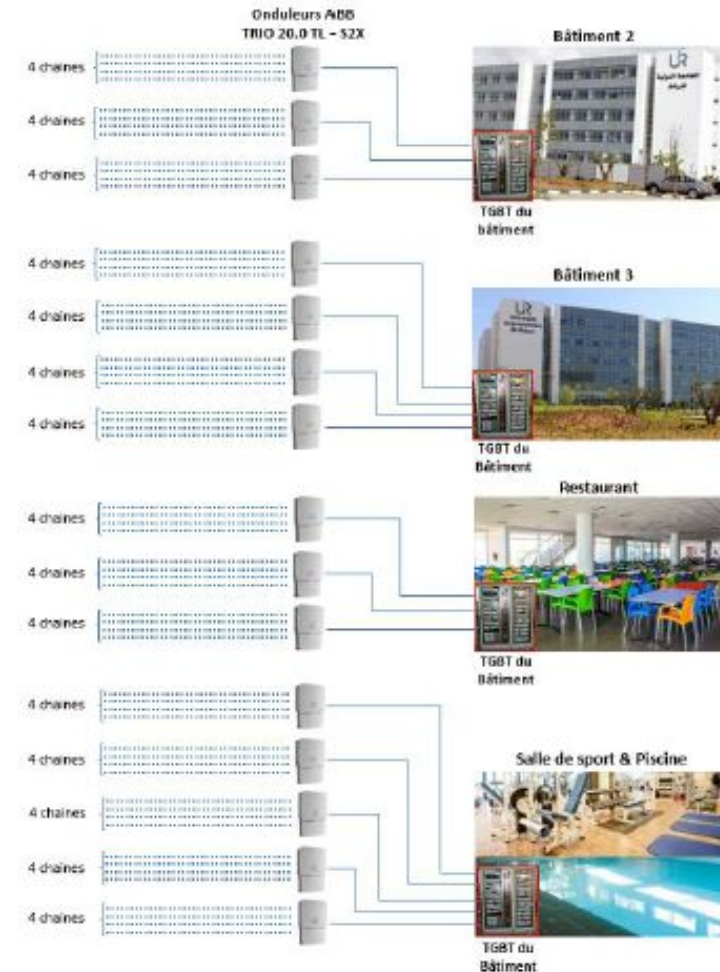 Onduleurs ABB
TRIO 20.0 TL – S2X
Bâtiment 2
4 chaines
4 chaines
4 chaines
UR
TGBT du
bâtiment
Bâtiment 3
4 chaines
4 chaines
4 chaines
4 chaines
UR
TGBT du
Bâtiment
Restaurant
4 chaines
4 chaines
4 chaines
TGBT du
Bâtiment
Salle de sport & Piscine
4 chaines
4 chaines
4 chaines
4 chaines
4 chaines
TGBT du
Bâtiment